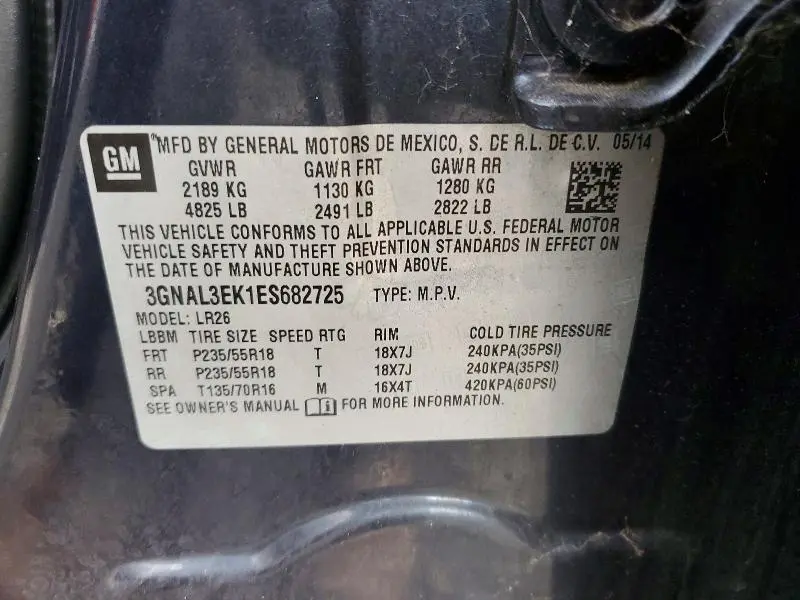 GM
MFD BY GENERAL MOTORS DE MEXICO, S. DE R.L. DE C.V. 05/14
GVWR GAWR FRT GAWR RR
2189 KG 1130 KG 1280 KG
4825 LB 2491 LB 2822 LB
THIS VEHICLE CONFORMS TO ALL APPLICABLE U.S. FEDERAL MOTOR
VEHICLE SAFETY AND THEFT PREVENTION STANDARDS IN EFFECT ON
THE DATE OF MANUFACTURE SHOWN ABOVE.
3GNAL3EK1ES682725 TYPE: M.P.V.
MODEL: LR26
LBBM TIRE SIZE SPEED RTG RIM COLD TIRE PRESSURE
FRT P235/55R18 T 18X7J 240KPA(35PSI)
RR P235/55R18 T 18X7J 240KPA(35PSI)
SPA T135/70R16 M 16X4T 420KPA(60PSI)
SEE OWNER'S MANUAL i FOR MORE INFORMATION.